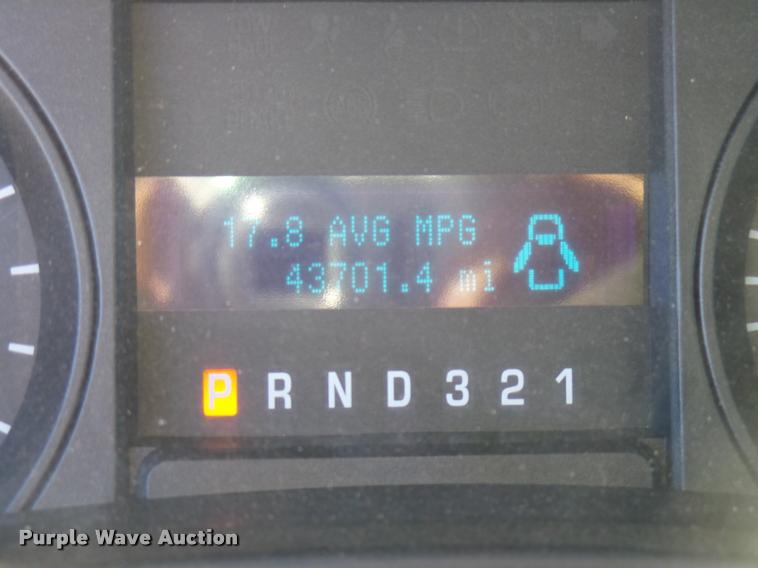 17.8 AVG MPG
43701.4 mi
P R N D 3 2 1
Purple Wave Auction